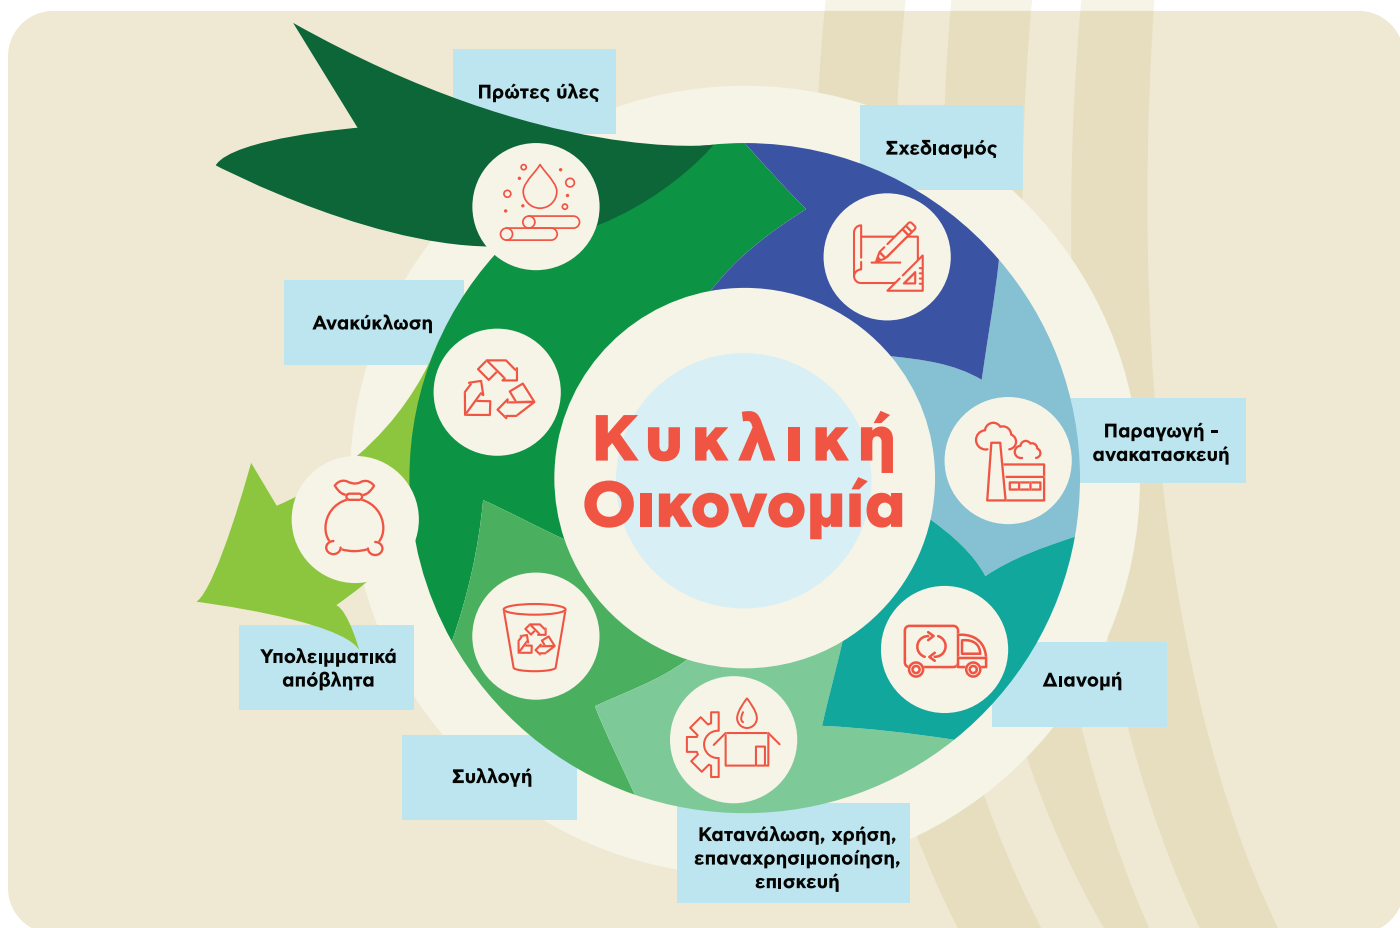 Πρώτες ύλες
Σχεδιασμός
Ανακύκλωση
Κυκλική
Οικονομία
Παραγωγή -
ανακατασκευή
Υπολειμματικά
απόβλητα
Διανομή
Συλλογή
Κατανάλωση, χρήση,
επαναχρησιμοποίηση,
επισκευή